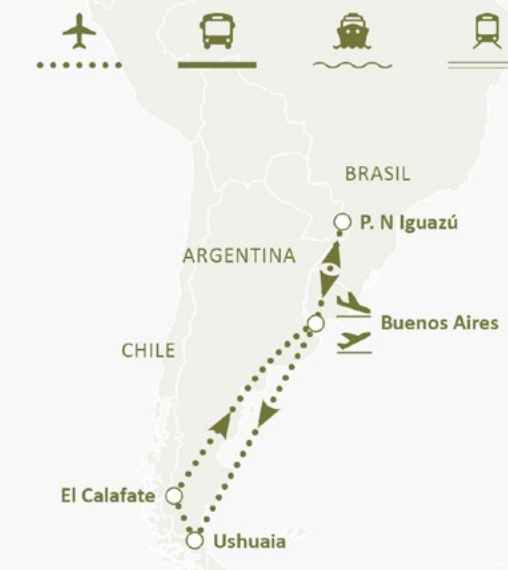 BRASIL
P. N Iguazú
ARGENTINA
Buenos Aires
CHILE
El Calafate
Ushuaia